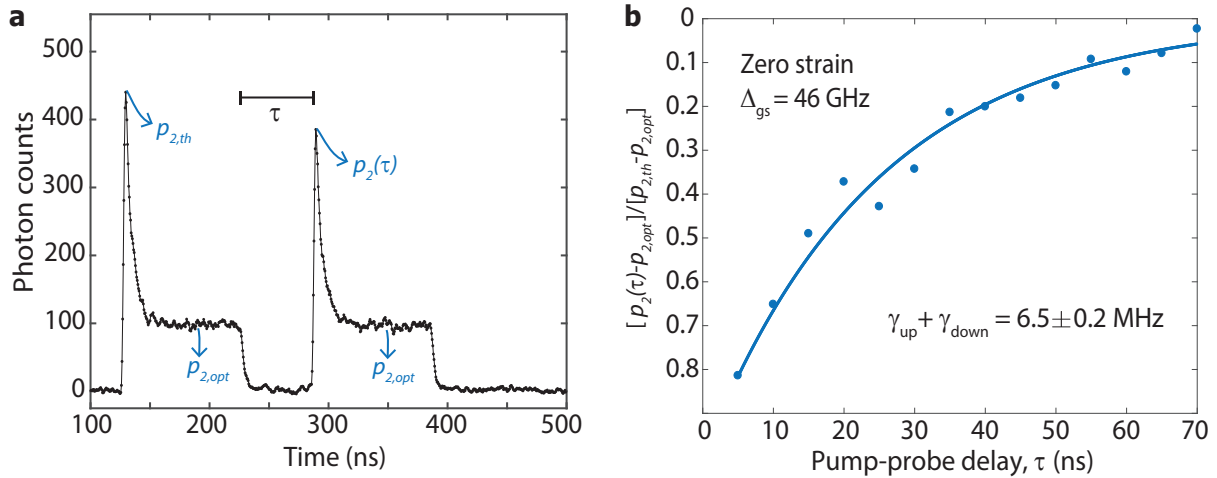 a
Photon counts
500
400
300
200
100
0
p2,th
τ
p2(τ)
p2,opt
p2,opt
100 200 300 400 500
Time (ns)
b
[p2(τ)-p2,opt]/[p2,th-p2,opt]
0
0.1
0.2
0.3
0.4
0.5
0.6
0.7
0.8
Zero strain
Δgs = 46 GHz
γup + γdown = 6.5±0.2 MHz
0 10 20 30 40 50 60 70
Pump-probe delay, τ (ns)